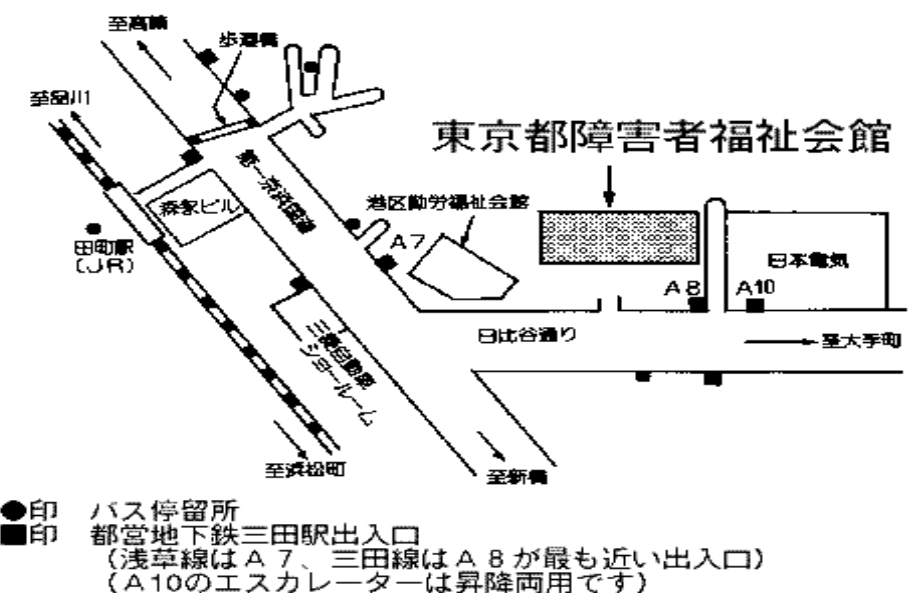 至高輪
歩道橋
至品川
東京都障害者福祉会館
第一京浜国道
港区勤労福祉会館
森永ビル
田町駅
(JR)
A7
日本電気
A8
A10
日比谷通り
至大手町
三菱自動車
ショールーム
至浜松町
至新橋
●印 バス停留所
■印 都営地下鉄三田駅出入口
(浅草線はA7、三田線はA8が最も近い出入口)
(A10のエスカレーターは昇降両用です)